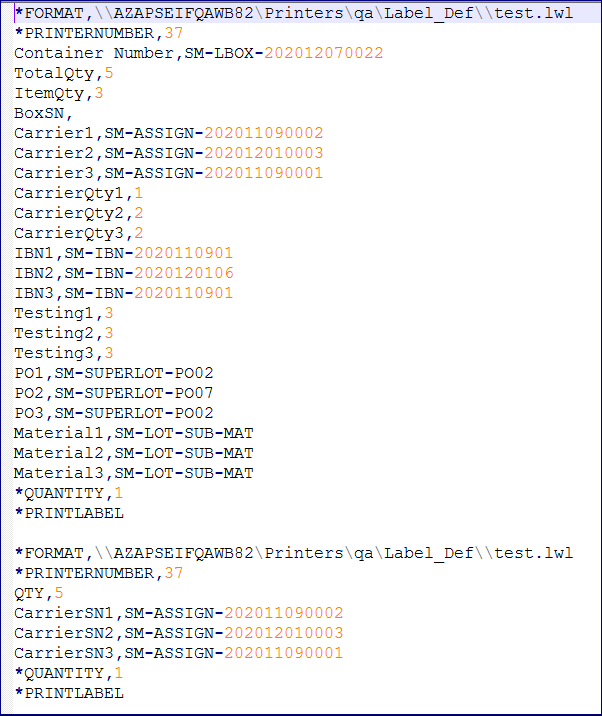 *FORMAT,\\AZAPSEIFQAWB82\Printers\qa\Label_Def\\test.lwl
*PRINTERNUMBER,37
Container Number,SM-LBOX-202012070022
TotalQty,5
ItemQty,3
BoxSN,
Carrier1,SM-ASSIGN-202011090002
Carrier2,SM-ASSIGN-202012010003
Carrier3,SM-ASSIGN-202011090001
CarrierQty1,1
CarrierQty2,2
CarrierQty3,2
IBN1,SM-IBN-2020110901
IBN2,SM-IBN-2020120106
IBN3,SM-IBN-2020110901
Testing1,3
Testing2,3
Testing3,3
PO1,SM-SUPERLOT-PO02
PO2,SM-SUPERLOT-PO07
PO3,SM-SUPERLOT-PO02
Material1,SM-LOT-SUB-MAT
Material2,SM-LOT-SUB-MAT
Material3,SM-LOT-SUB-MAT
*QUANTITY,1
*PRINTLABEL

*FORMAT,\\AZAPSEIFQAWB82\Printers\qa\Label_Def\\test.lwl
*PRINTERNUMBER,37
QTY,5
CarrierSN1,SM-ASSIGN-202011090002
CarrierSN2,SM-ASSIGN-202012010003
CarrierSN3,SM-ASSIGN-202011090001
*QUANTITY,1
*PRINTLABEL